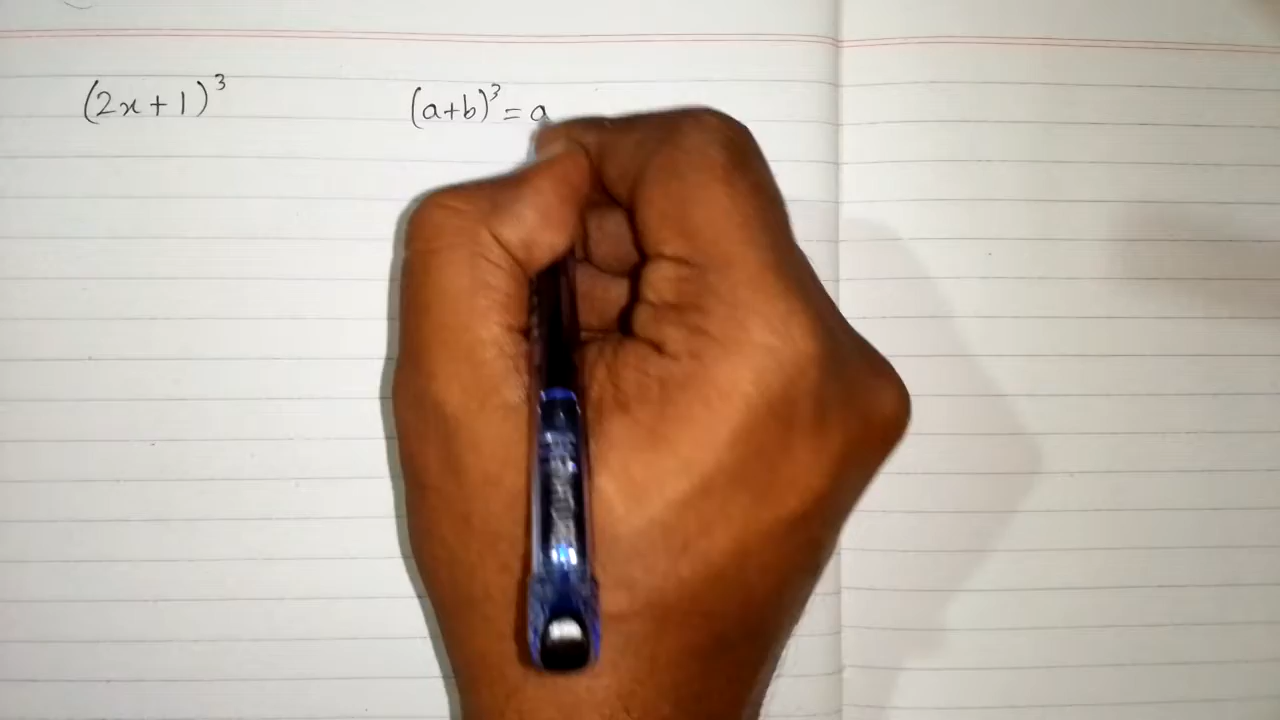 (2x+1)³ (a+b)³ = a